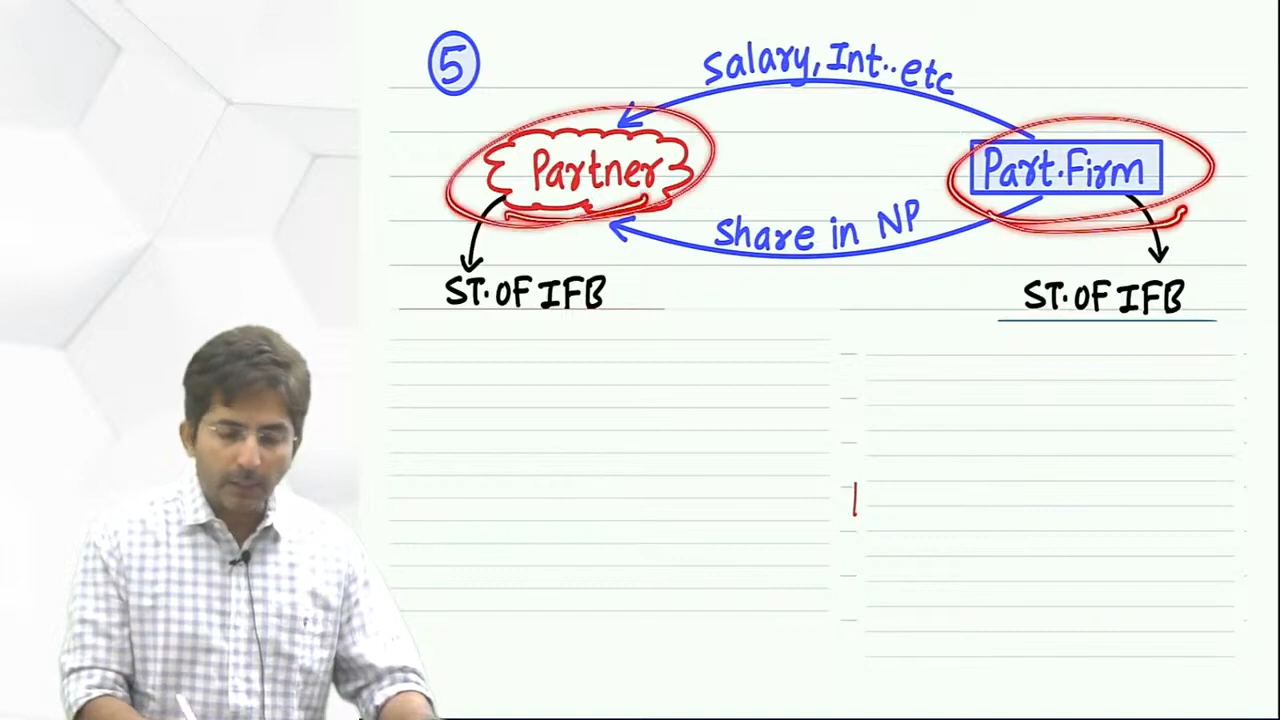 5
Salary, Int.. etc
Partner
Part. Firm
Share in NP
ST. OF IFB
ST. OF IFB